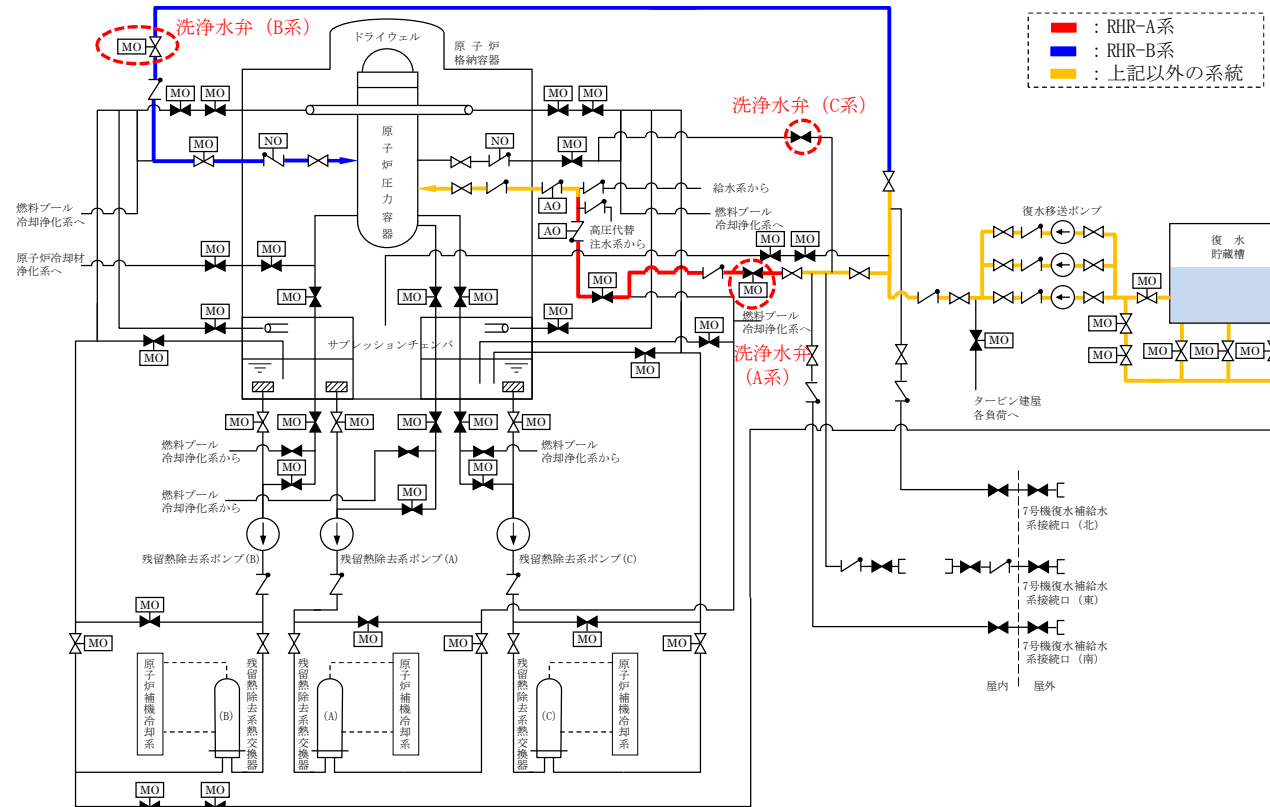 洗浄水弁 (B系)
MO
ドライウェル
原子炉
格納容器
: RHR-A系
: RHR-B系
: 上記以外の系統
洗浄水弁 (C系)
MO
MO
MO
MO
MO
NO
NO
MO
原子炉圧力容器
給水系から
AO
燃料プール
冷却浄化系へ
燃料プール
冷却浄化系へ
復水移送ポンプ
復水
貯蔵槽
AO
高圧代替
注水系から
MO
MO
原子炉冷却材
浄化系へ
MO
MO
MO
MO
MO
MO
MO
MO
MO
燃料プール
冷却浄化系へ
MO
MO
MO
サプレッションチェンバ
MO
MO
MO
MO
MO
MO
MO
MO
MO
洗浄水弁
(A系)
タービン建屋
各負荷へ
MO
MO
MO
MO
MO
MO
燃料プール
冷却浄化系から
燃料プール
冷却浄化系から
MO
MO
燃料プール
冷却浄化系から
MO
7号機復水補給水
系接続口 (北)
残留熱除去系ポンプ(B)
残留熱除去系ポンプ(A)
残留熱除去系ポンプ(C)
7号機復水補給水
系接続口 (東)
MO
MO
MO
MO
MO
MO
7号機復水補給水
系接続口 (南)
原子炉補機冷却系
(B)
残留熱除去系熱交換器
残留熱除去系熱交換器
(A)
原子炉補機冷却系
残留熱除去系熱交換器
(C)
原子炉補機冷却系
屋内
屋外
MO
MO